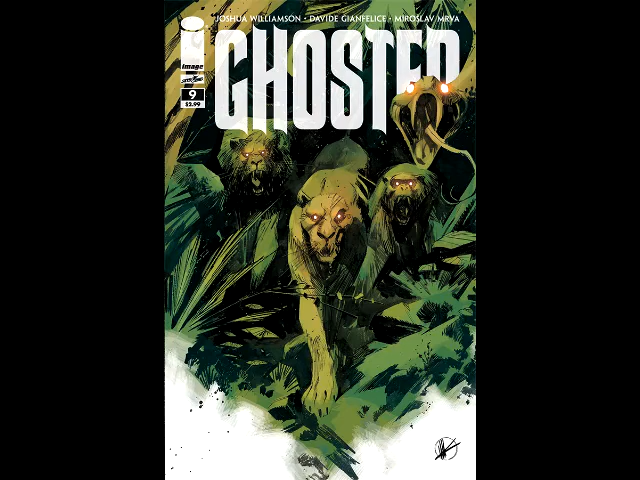 JOSHUA WILLIAMSON · DAVIDE GIANFELICE · MIROSLAV MRVA
GHOSTED
image
9
$2.99